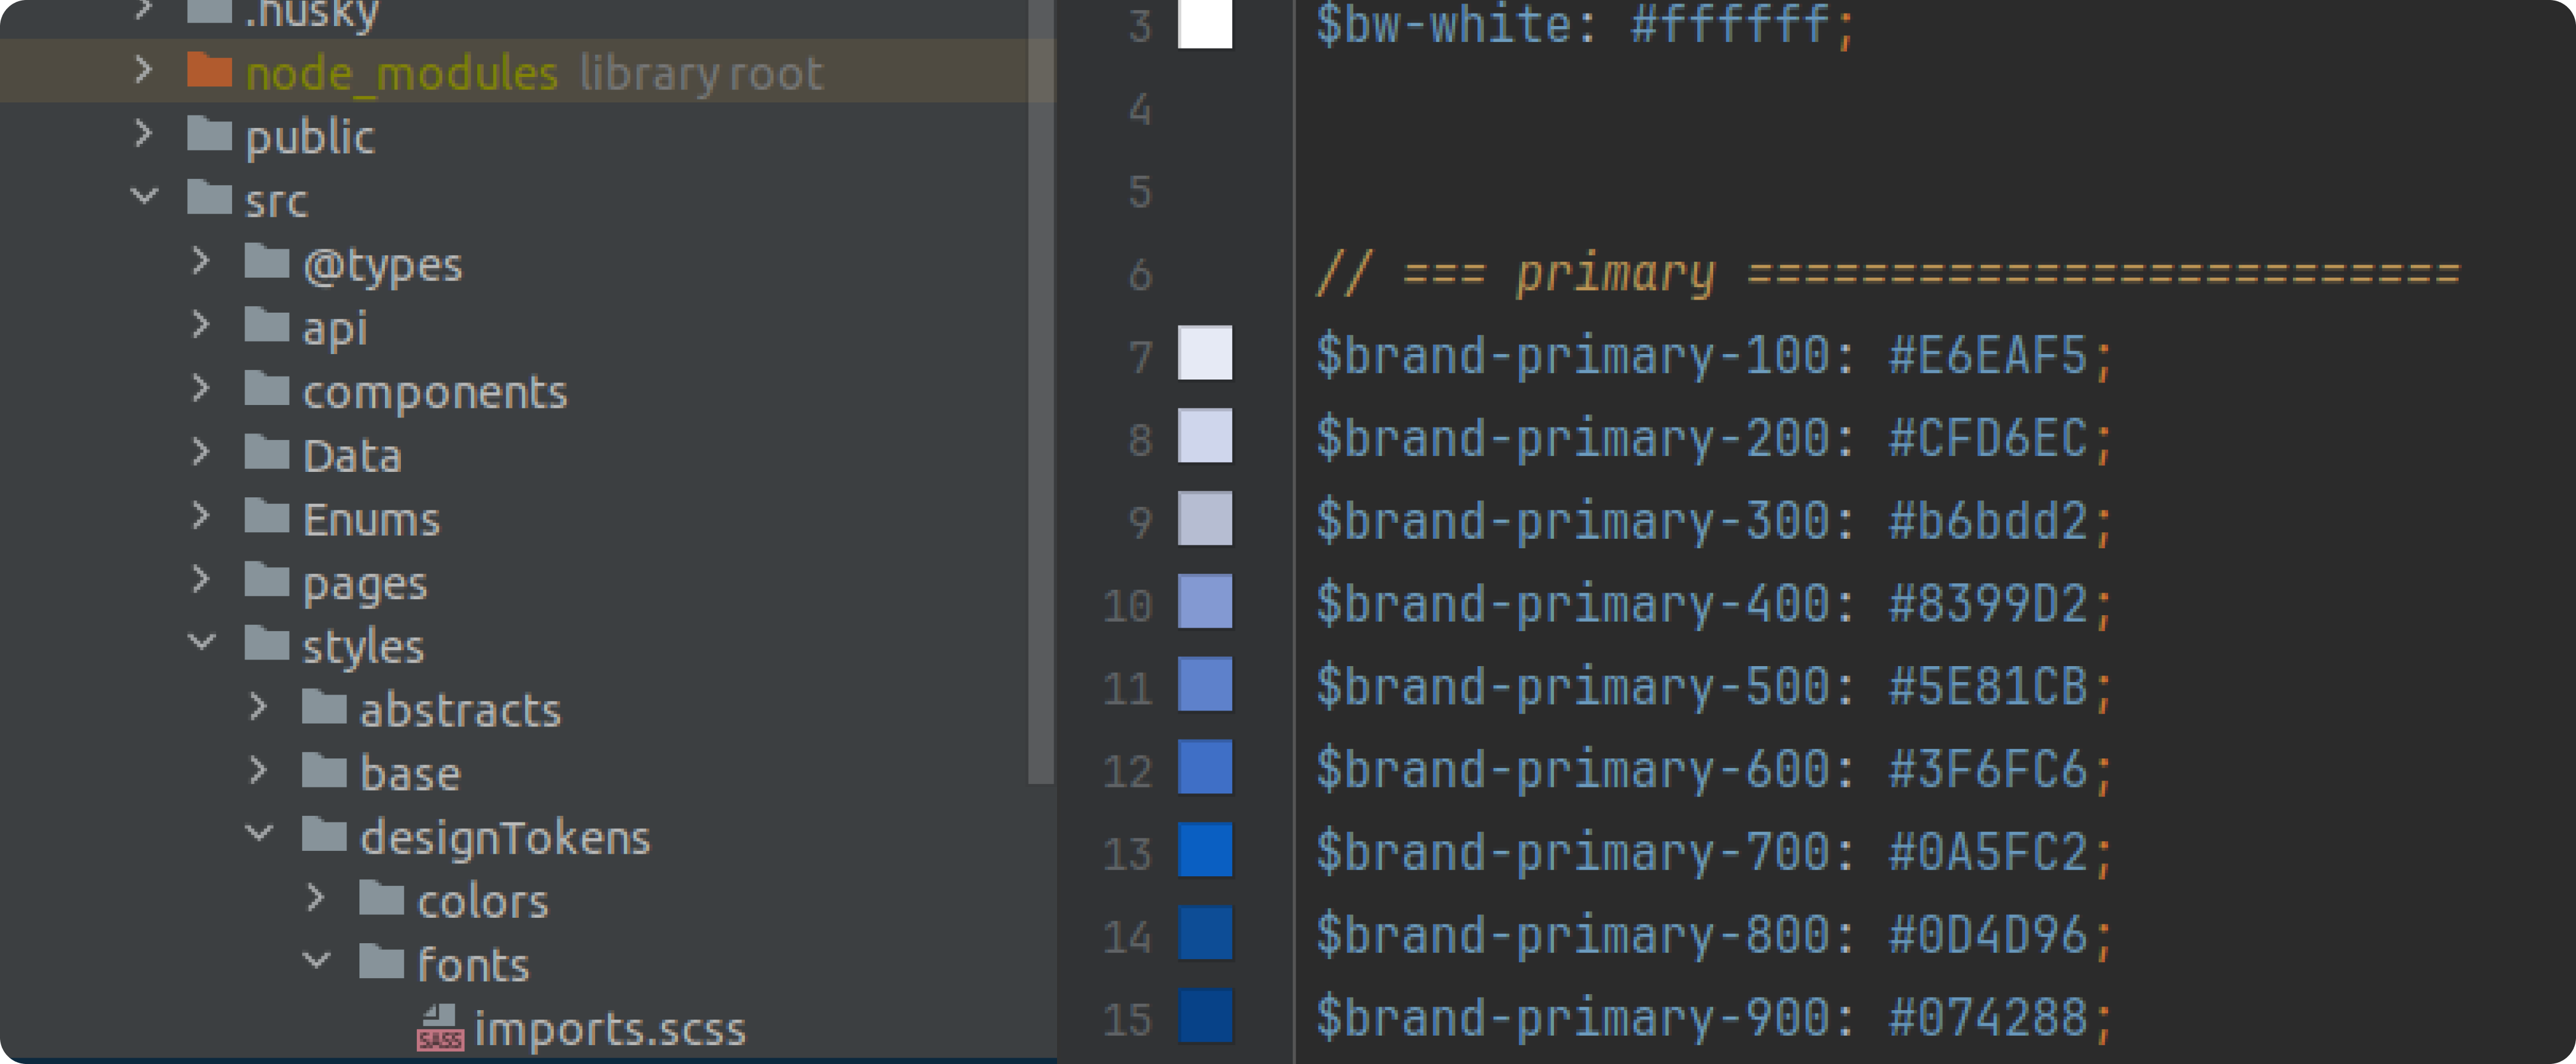 .husky
node_modules library root
public
src
@types
api
components
Data
Enums
pages
styles
abstracts
base
designTokens
colors
fonts
SASS imports.scss
3 $bw-white: #ffffff;
4
5
6 // === primary =========================
7 $brand-primary-100: #E6EAF5;
8 $brand-primary-200: #CFD6EC;
9 $brand-primary-300: #b6bdd2;
10 $brand-primary-400: #8399D2;
11 $brand-primary-500: #5E81CB;
12 $brand-primary-600: #3F6FC6;
13 $brand-primary-700: #0A5FC2;
14 $brand-primary-800: #0D4D96;
15 $brand-primary-900: #074288;